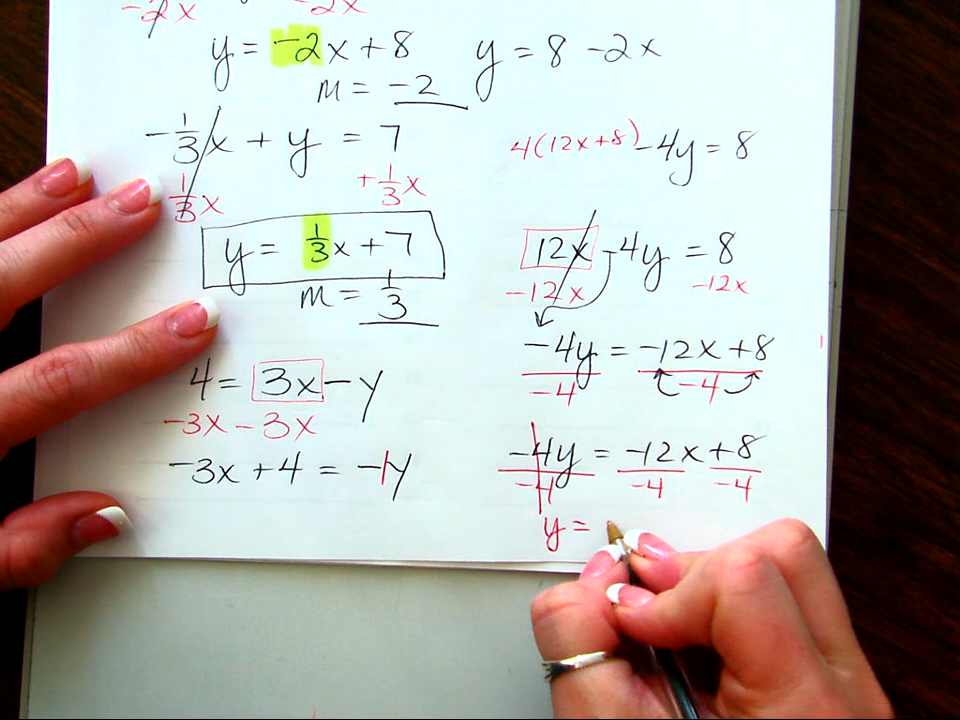 -2x -2x
y = -2x + 8 y = 8 - 2x
m = -2
-1/3x + y = 7
1/3x +1/3x
y = 1/3x + 7
m = 1/3
4 = 3x - y
-3x - 3x
-3x + 4 = -1y
4(12x+8) -4y = 8
12x - 4y = 8
-12x -12x
-4y = -12x + 8
-4 -4
-4y = -12x + 8
-4 -4 -4
y =